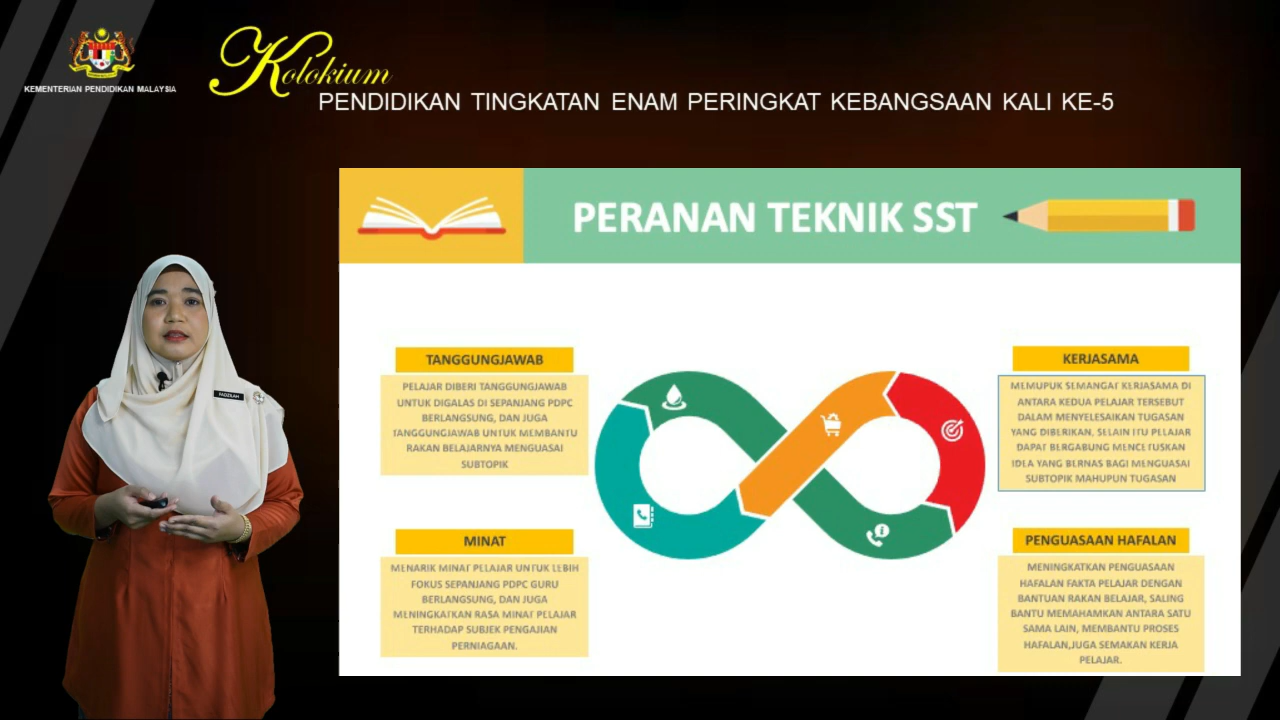 KEMENTERIAN PENDIDIKAN MALAYSIA
Kolokium
PENDIDIKAN TINGKATAN ENAM PERINGKAT KEBANGSAAN KALI KE-5
PERANAN TEKNIK SST
TANGGUNGJAWAB
PELAJAR DIBERI TANGGUNGJAWAB
UNTUK DIGALAS DI SEPANJANG PDPC
BERLANGSUNG, DAN JUGA
TANGGUNGJAWAB UNTUK MEMBANTU
RAKAN BELAJARNYA MENGUASAI
SUBTOPIK
MINAT
MENARIK MINAT PELAJAR UNTUK LEBIH
FOKUS SEPANJANG PDPC GURU
BERLANGSUNG, DAN JUGA
MENINGKATKAN RASA MINAT PELAJAR
TERHADAP SUBJEK PENGAJIAN
PERNIAGAAN.
KERJASAMA
MEMUPUK SEMANGAT KERJASAMA DI
ANTARA KEDUA PELAJAR TERSEBUT
DALAM MENYELESAIKAN TUGASAN
YANG DIBERIKAN. SELAIN ITU PELAJAR
DAPAT BERGABUNG MENCETUSKAN
IDEA YANG BERNAS BAGI MENGUASAI
SUBTOPIK MAHUPUN TUGASAN
PENGUASAAN HAFALAN
MENINGKATKAN PENGUASAAN
HAFALAN FAKTA PELAJAR DENGAN
BANTUAN RAKAN BELAJAR, SALING
BANTU MEMAHAMKAN ANTARA SATU
SAMA LAIN, MEMBANTU PROSES
HAFALAN,JUGA SEMAKAN KERJA
PELAJAR.